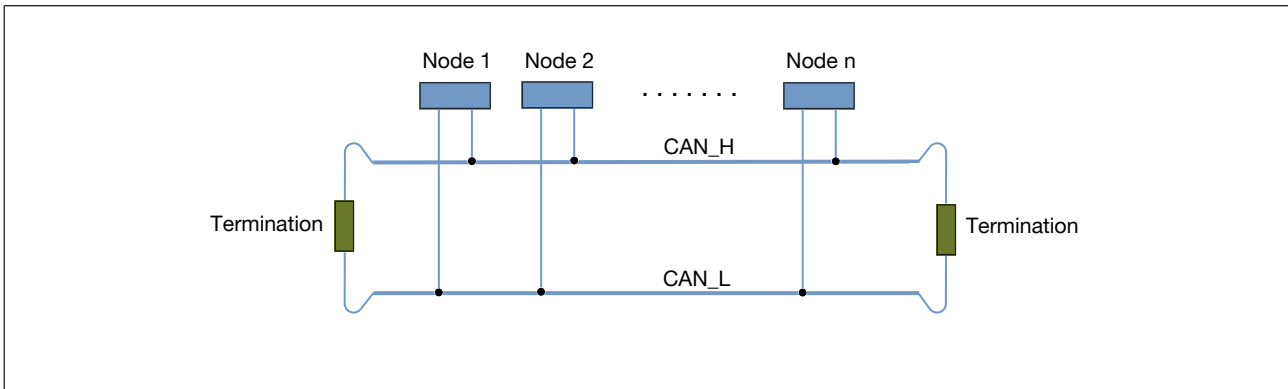 Node 1
Node 2
. . . . . . .
Node n
CAN_H
Termination
Termination
CAN_L